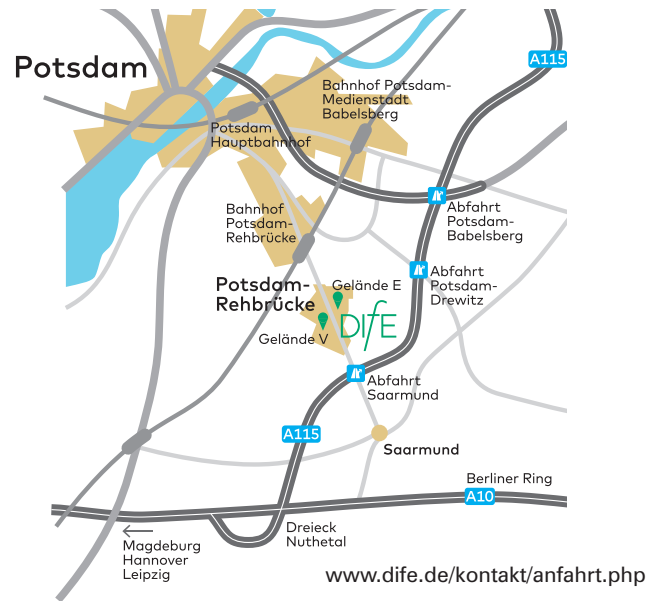 A115
Potsdam
Bahnhof Potsdam-
Medienstadt
Babelsberg
Potsdam
Hauptbahnhof
Bahnhof
Potsdam-
Rehbrücke
Abfahrt
Potsdam-
Babelsberg
Abfahrt
Potsdam-
Drewitz
Potsdam-
Rehbrücke
Gelände E
DIfE
Gelände V
Abfahrt
Saarmund
A115
Saarmund
Berliner Ring
A10
Dreieck
Nuthetal
Magdeburg
Hannover
Leipzig
www.dife.de/kontakt/anfahrt.php